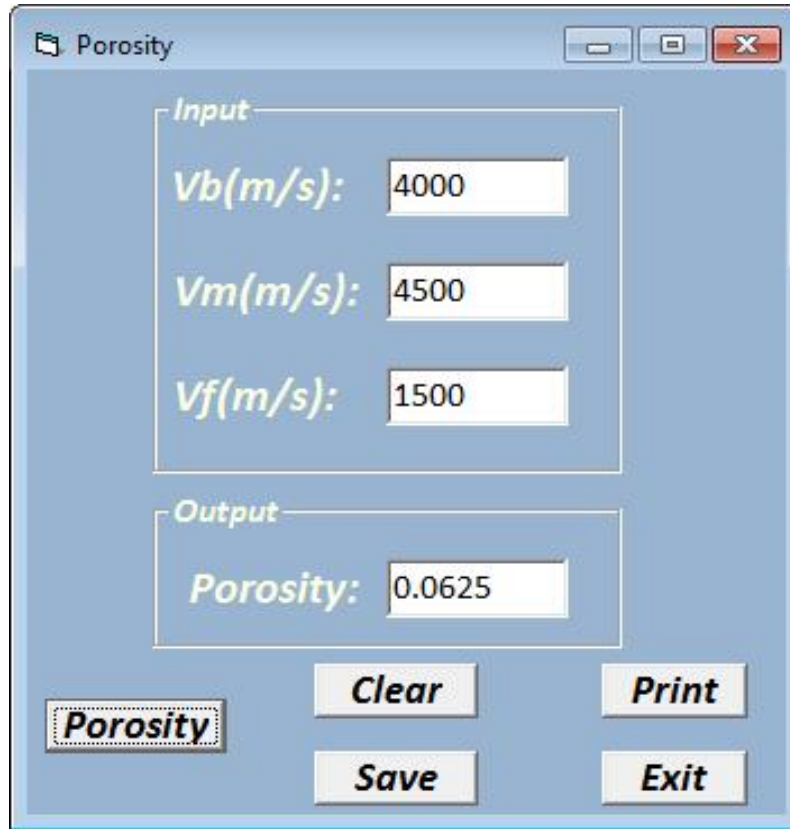 Porosity
Input
Vb(m/s): 4000
Vm(m/s): 4500
Vf(m/s): 1500
Output
Porosity: 0.0625
Clear Print
Porosity
Save Exit